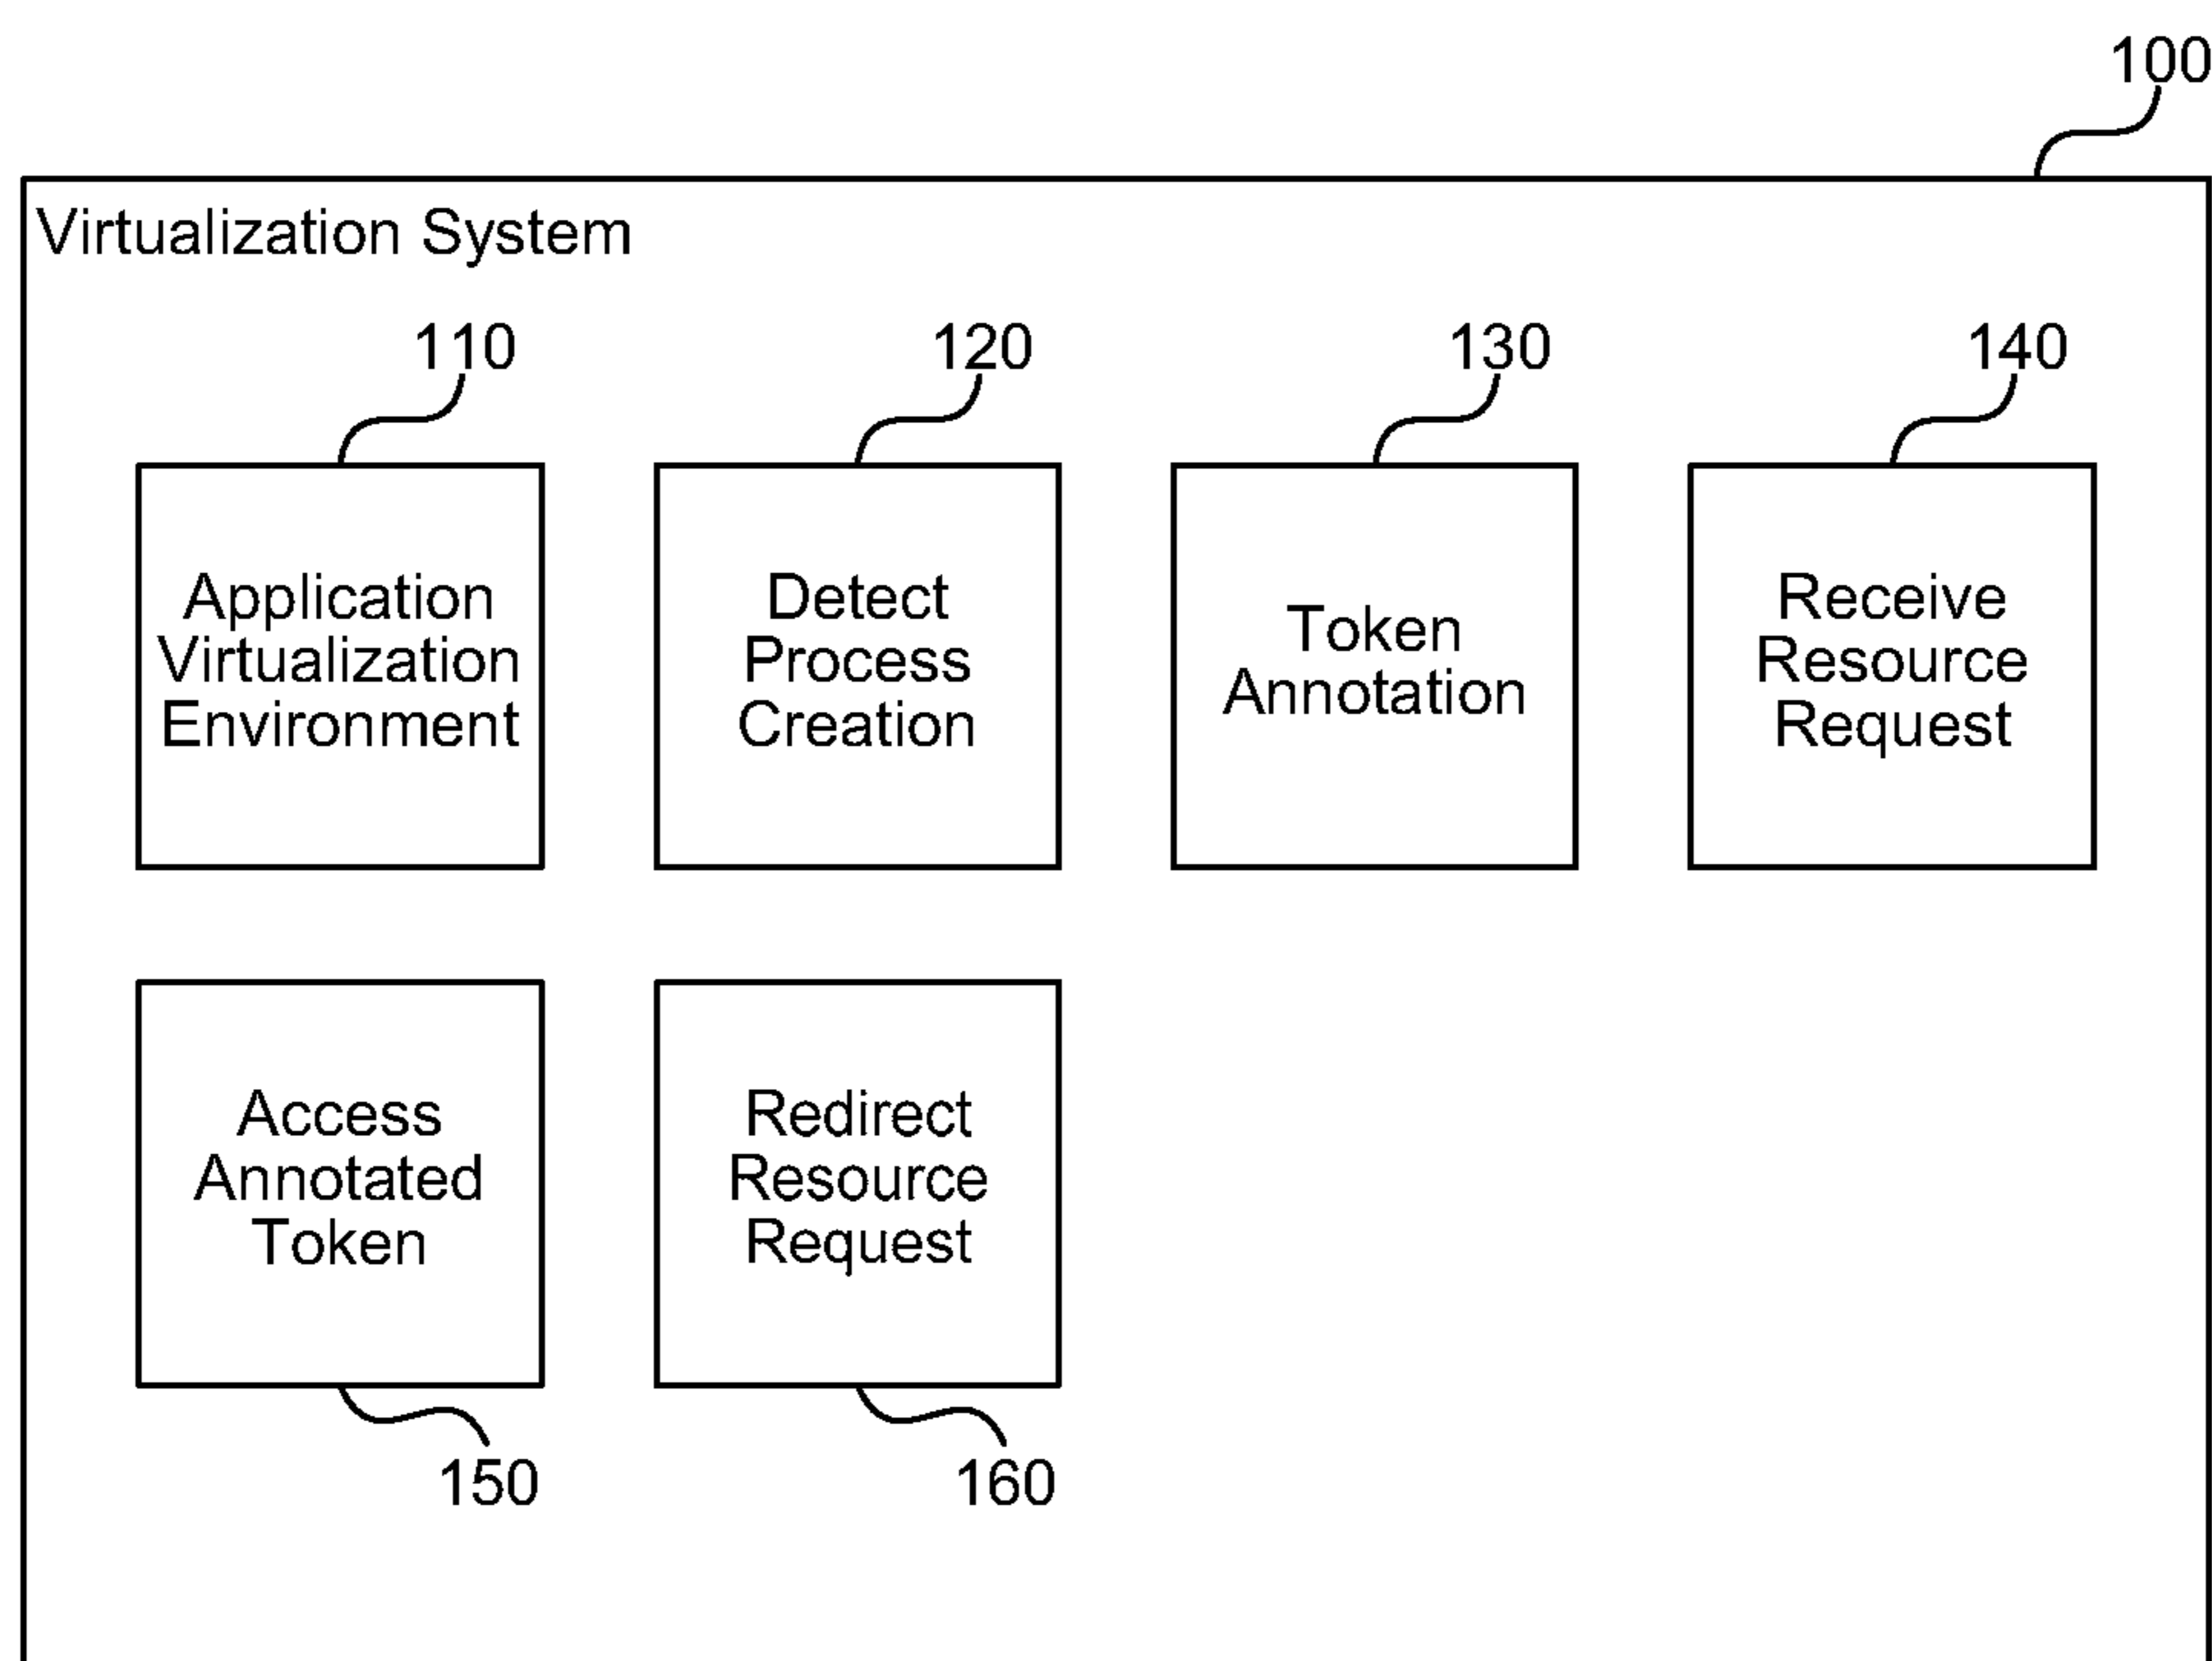 100
Virtualization System
110
120
130
140
Application
Virtualization
Environment
Detect
Process
Creation
Token
Annotation
Receive
Resource
Request
Access
Annotated
Token
Redirect
Resource
Request
150
160